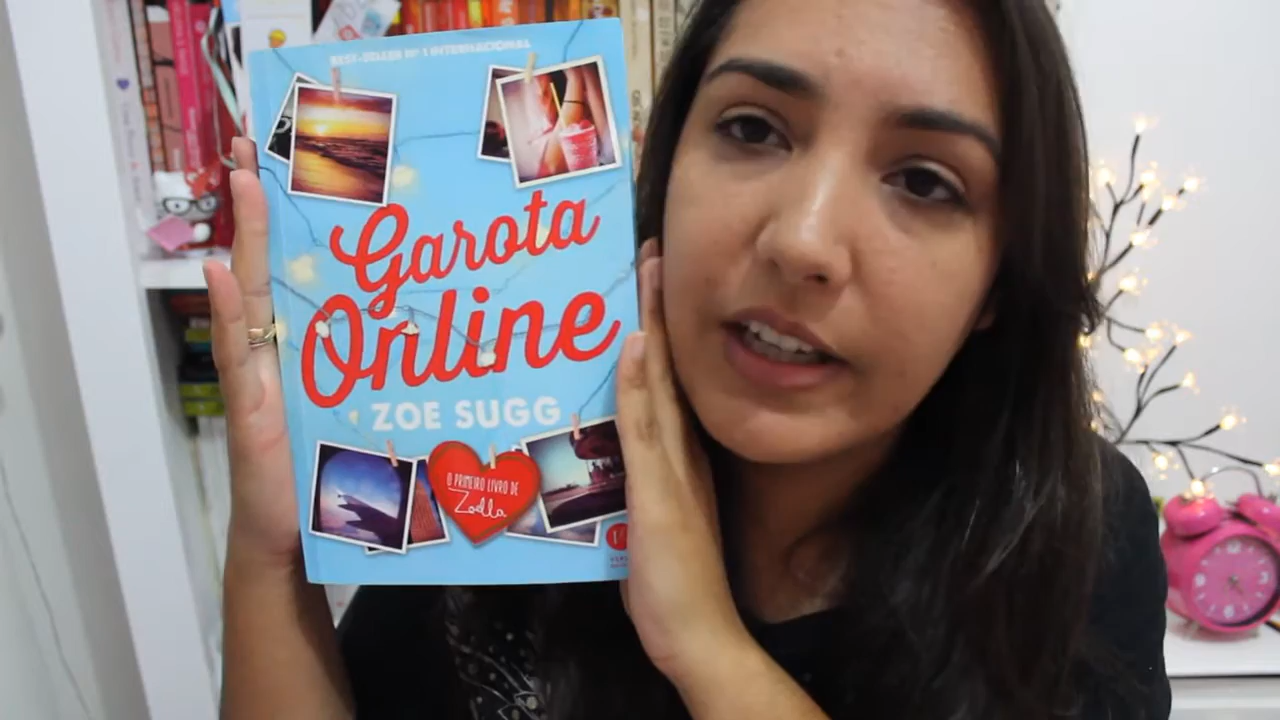 BEST-SELLER Nº 1 INTERNACIONAL
Garota
Online
ZOE SUGG
O PRIMEIRO LIVRO DE
Zoella